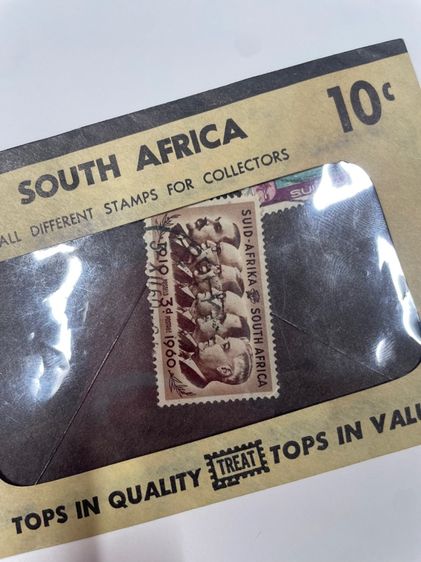 SOUTH AFRICA
10¢
ALL DIFFERENT STAMPS FOR COLLECTORS
SUID-AFRIKA SOUTH AFRICA
1910 3d 1960
TOPS IN QUALITY TREAT TOPS IN